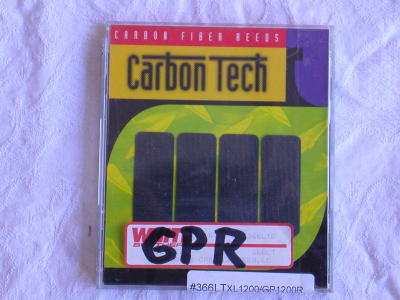 CARBON FIBER REEDS
Carbon Tech
GPR
#366LTXL1200/GP1200R